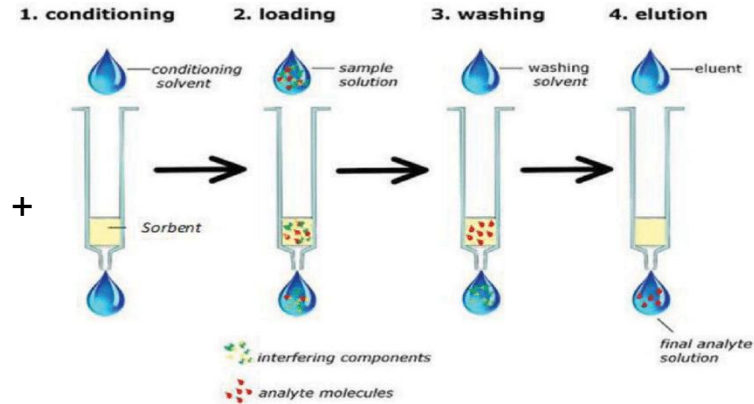 1. conditioning
2. loading
3. washing
4. elution
conditioning
solvent
sample
solution
washing
solvent
eluent
+
Sorbent
final analyte
solution
interfering components
analyte molecules